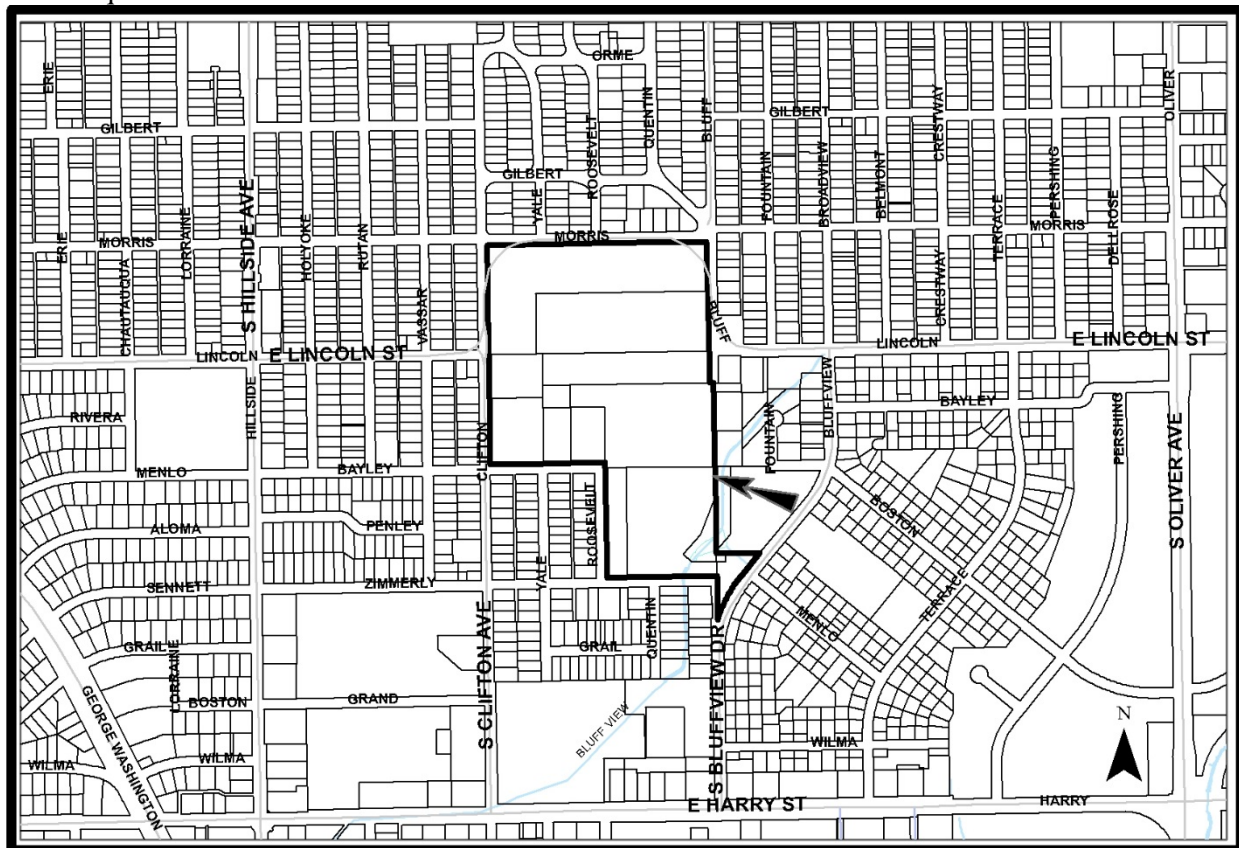 ORME
ERIE
QUENTIN
BLUFF
OLIVER
GILBERT
ROOSEVELT
GILBERT
CRESTWAY
GILBERT
YALE
FOUNTAIN
BROADVIEW
BELMONT
PERSHING
S HILLSIDE AVE
ERIE
MORRIS
LORRAINE
HOLYOKE
RUTAN
MORRIS
TERRACE
MORRIS
DELLROSE
CHAUTAUQUA
VASSAR
BLUFF
CRESTWAY
LINCOLN
E LINCOLN ST
LINCOLN
E LINCOLN ST
RIVERA
HILLSIDE
BLUFFVIEW
BAYLEY
MENLO
BAYLEY
CLIFTON
FOUNTAIN
PERSHING
S OLIVER AVE
ALOMA
PENLEY
ROOSEVELT
BOSTON
SENNETT
ZIMMERLY
YALE
TERRACE
GRAIL
LORRAINE
S CLIFTON AVE
GRAIL
QUENTIN
S BLUFFVIEW DR
MENLO
BOSTON
GRAND
GEORGE WASHINGTON
BLUFF VIEW
N
WILMA
WILMA
WILMA
E HARRY ST
HARRY